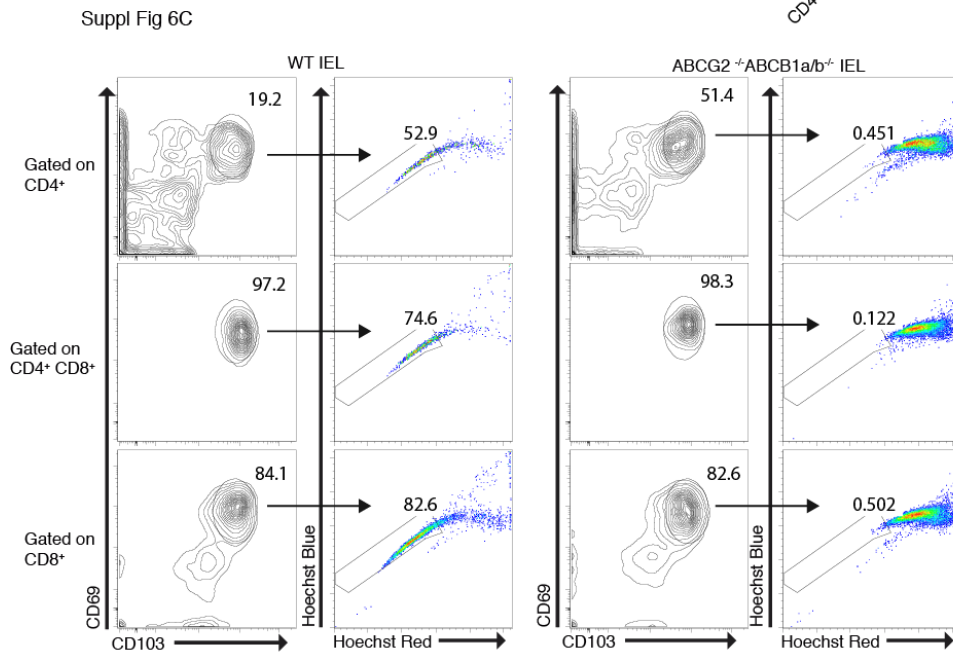 Suppl Fig 6C
CD4
WT IEL
ABCG2 -/-ABCB1a/b-/- IEL
Gated on
CD4+
19.2
52.9
51.4
0.451
Gated on
CD4+ CD8+
97.2
74.6
98.3
0.122
Gated on
CD8+
84.1
82.6
82.6
0.502
CD69
Hoechst Blue
CD69
Hoechst Blue
CD103
Hoechst Red
CD103
Hoechst Red